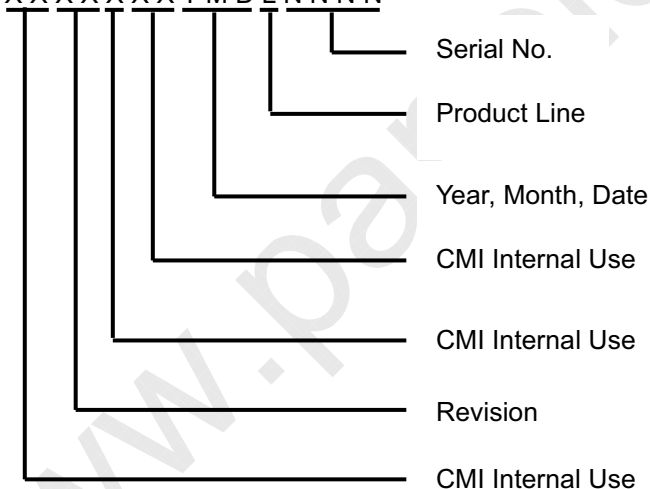 X X X X X X X Y M D L N N N N
Serial No.
Product Line
Year, Month, Date
CMI Internal Use
CMI Internal Use
Revision
CMI Internal Use